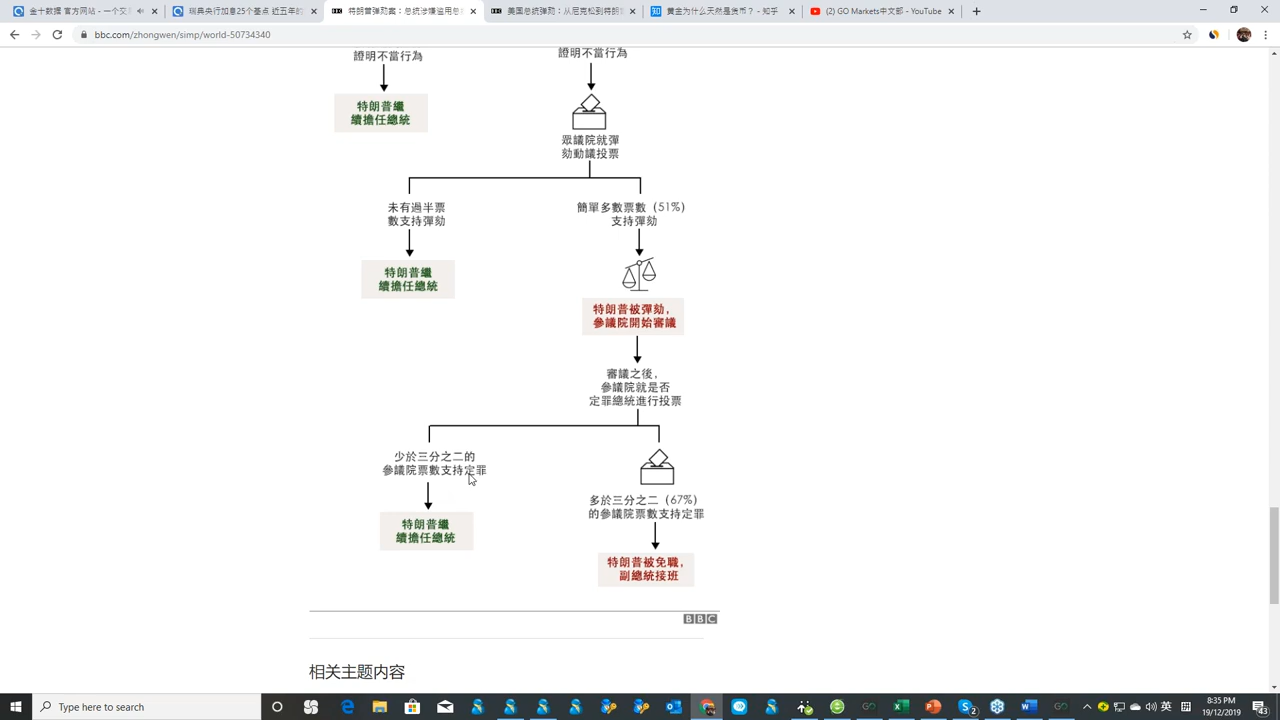 金十数据 官方网站 - 一个交易
瑞典央行加息25个基点 近五年的
特朗普弹劾案：总统涉嫌滥用总
美国总统弹劾：从尼克松到特朗普
黄金为什么天然是货币？ -
(2) GO Markets中文部 - YouTube
bbc.com/zhongwen/simp/world-50734340
證明不當行為
證明不當行為
特朗普繼
續擔任總統
眾議院就彈
劾動議投票
未有過半票
數支持彈劾
簡單多數票數 (51%)
支持彈劾
特朗普繼
續擔任總統
特朗普被彈劾，
參議院開始審議
審議之後，
參議院就是否
定罪總統進行投票
少於三分之二的
參議院票數支持定罪
多於三分之二 (67%)
的參議院票數支持定罪
特朗普繼
續擔任總統
特朗普被免職，
副總統接班
BBC
相关主题内容
Type here to search
英
8:35 PM
19/12/2019